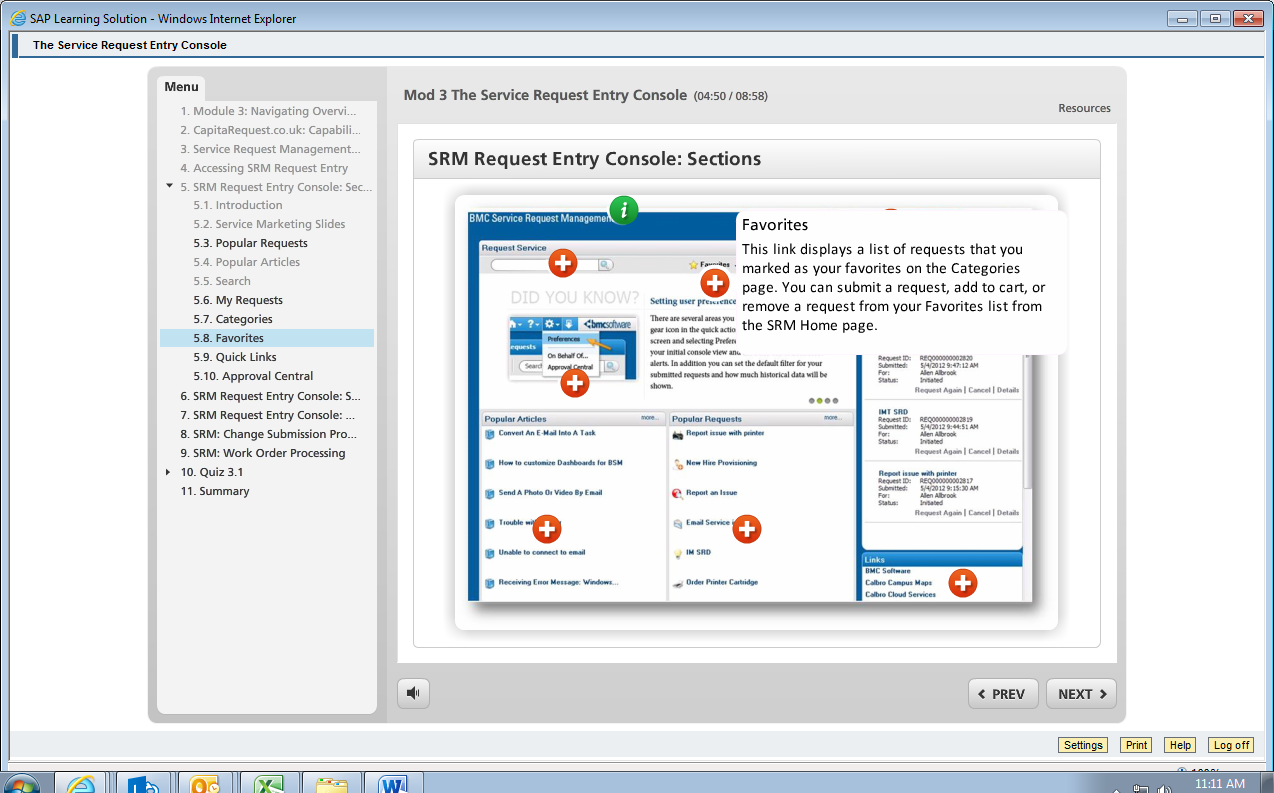 SAP Learning Solution - Windows Internet Explorer
The Service Request Entry Console
Menu
1. Module 3: Navigating Overvi...
2. CapitaRequest.co.uk: Capabili...
3. Service Request Management...
4. Accessing SRM Request Entry
5. SRM Request Entry Console: Sec...
5.1. Introduction
5.2. Service Marketing Slides
5.3. Popular Requests
5.4. Popular Articles
5.5. Search
5.6. My Requests
5.7. Categories
5.8. Favorites
5.9. Quick Links
5.10. Approval Central
6. SRM Request Entry Console: S...
7. SRM Request Entry Console: ...
8. SRM: Change Submission Pro...
9. SRM: Work Order Processing
10. Quiz 3.1
11. Summary
Mod 3 The Service Request Entry Console (04:50 / 08:58)
Resources
SRM Request Entry Console: Sections
BMC Service Request Managemen
Request Service
Favorites
DID YOU KNOW?
bmcsoftware
Preferences
On Behalf Of...
Approval Central
equests
Searc
Setting user preference
There are several areas you
gear icon in the quick actio
screen and selecting Prefere
your initial console view and
alerts. In addition you can set the default filter for your
submitted requests and how much historical data will be
shown.
Favorites
This link displays a list of requests that you
marked as your favorites on the Categories
page. You can submit a request, add to cart, or
remove a request from your Favorites list from
the SRM Home page.
Popular Articles more...
Convert An E-Mail Into A Task
How to customize Dashboards for BSM
Send A Photo Or Video By Email
Trouble wi
Unable to connect to email
Receiving Error Message: Windows...
Popular Requests more...
Report issue with printer
New Hire Provisioning
Report an Issue
Email Service
IM SRD
Order Printer Cartridge
Request ID: REQ000000002820
Submitted: 5/4/2012 9:47:12 AM
For: Allen Allbrook
Status: Initiated
Request Again | Cancel | Details
IMT SRD
Request ID: REQ000000002819
Submitted: 5/4/2012 9:44:51 AM
For: Allen Allbrook
Status: Initiated
Request Again | Cancel | Details
Report issue with printer
Request ID: REQ000000002817
Submitted: 5/4/2012 9:15:30 AM
For: Allen Allbrook
Status: Initiated
Request Again | Cancel | Details
Links
BMC Software
Calbro Campus Maps
Calbro Cloud Services
PREV
NEXT
Settings
Print
Help
Log off
11:11 AM